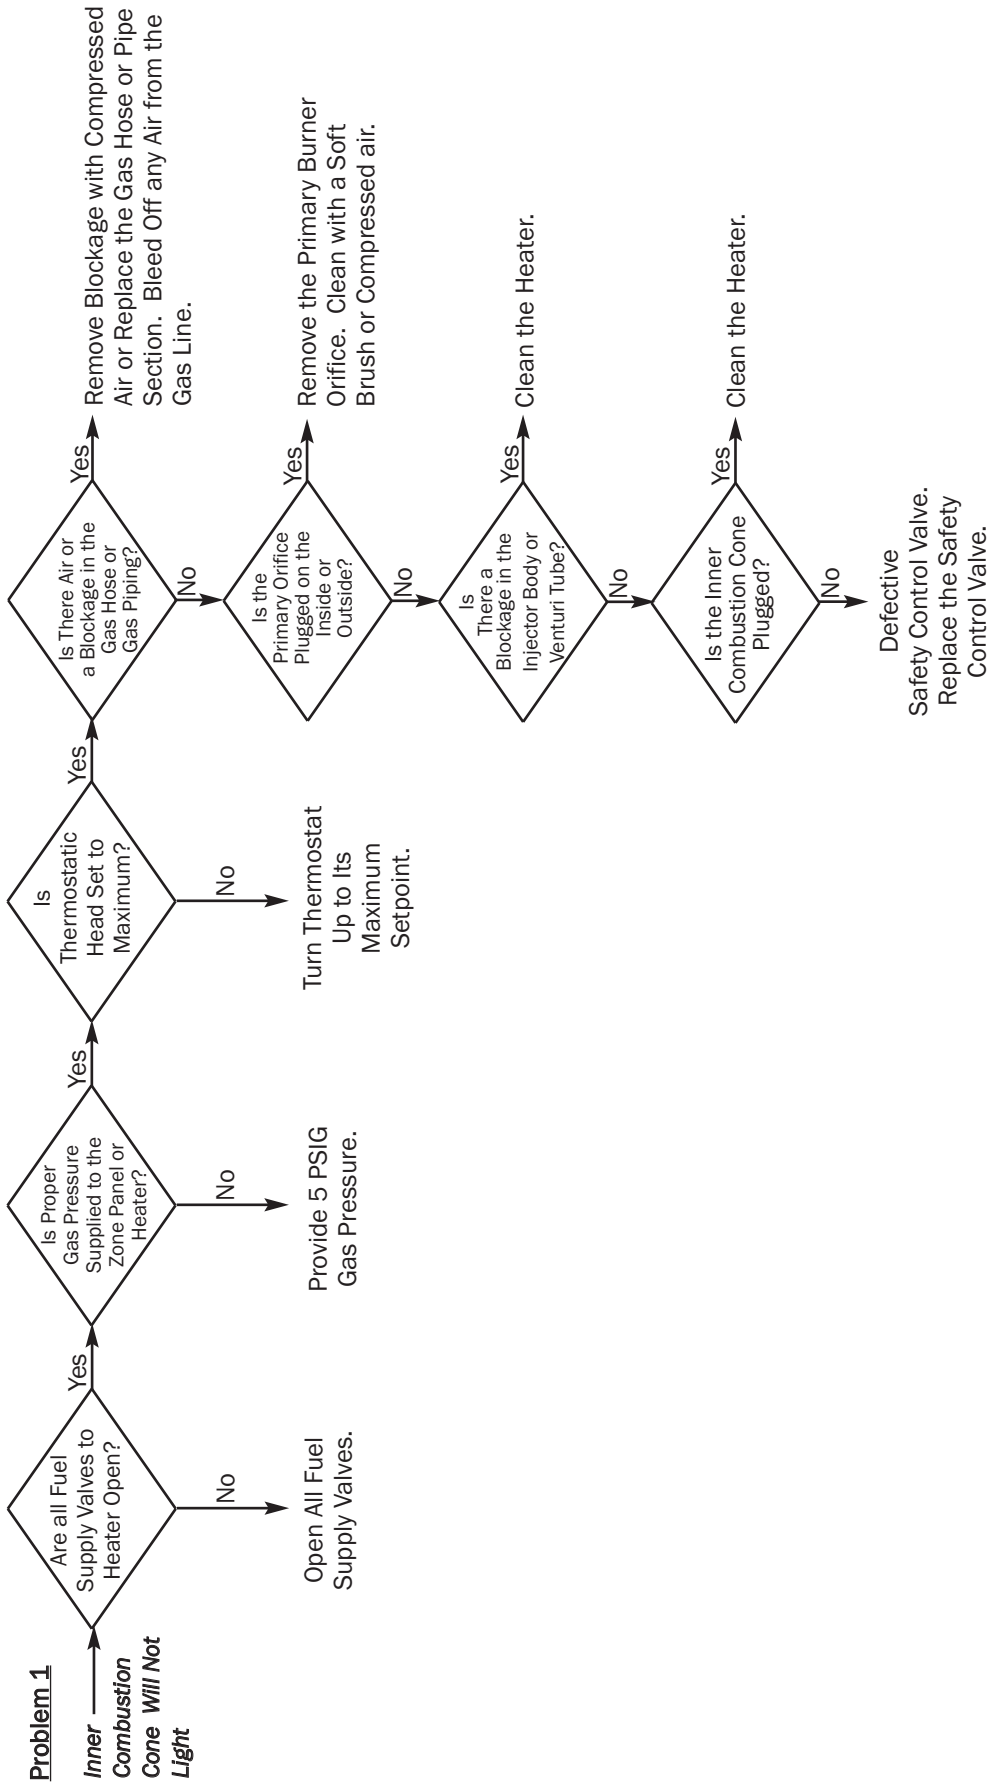 Problem 1
Inner
Combustion
Cone Will Not
Light
Are all Fuel
Supply Valves to
Heater Open?
Yes
No
Open All Fuel
Supply Valves.
Is Proper
Gas Pressure
Supplied to the
Zone Panel or
Heater?
Yes
No
Provide 5 PSIG
Gas Pressure.
Is
Thermostatic
Head Set to
Maximum?
Yes
No
Turn Thermostat
Up to Its
Maximum
Setpoint.
Is There Air or
a Blockage in the
Gas Hose or
Gas Piping?
Yes
Remove Blockage with Compressed
Air or Replace the Gas Hose or Pipe
Section. Bleed Off any Air from the
Gas Line.
No
Is the
Primary Orifice
Plugged on the
Inside or
Outside?
Yes
Remove the Primary Burner
Orifice. Clean with a Soft
Brush or Compressed air.
No
Is
There a
Blockage in the
Injector Body or
Venturi Tube?
Yes
Clean the Heater.
No
Is the Inner
Combustion Cone
Plugged?
Yes
Clean the Heater.
No
Defective
Safety Control Valve.
Replace the Safety
Control Valve.